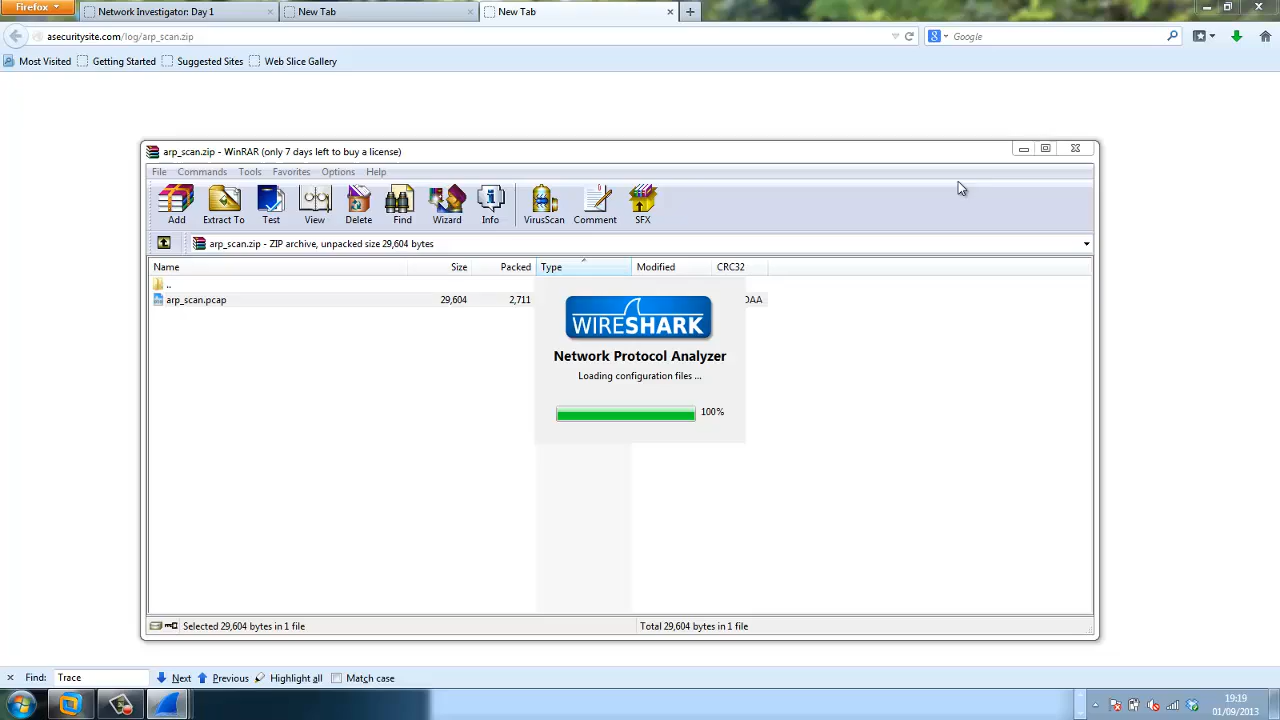 Firefox
Network Investigator: Day 1
New Tab
New Tab
asecuritysite.com/log/arp_scan.zip
Google
Most Visited
Getting Started
Suggested Sites
Web Slice Gallery
arp_scan.zip - WinRAR (only 7 days left to buy a license)
File Commands Tools Favorites Options Help
Add Extract To Test View Delete Find Wizard Info VirusScan Comment SFX
arp_scan.zip - ZIP archive, unpacked size 29,604 bytes
Name Size Packed Type Modified CRC32
..
arp_scan.pcap 29,604 2,711
WIRESHARK
Network Protocol Analyzer
Loading configuration files ...
100%
Selected 29,604 bytes in 1 file
Total 29,604 bytes in 1 file
Find: Trace Next Previous Highlight all Match case
19:19
01/09/2013